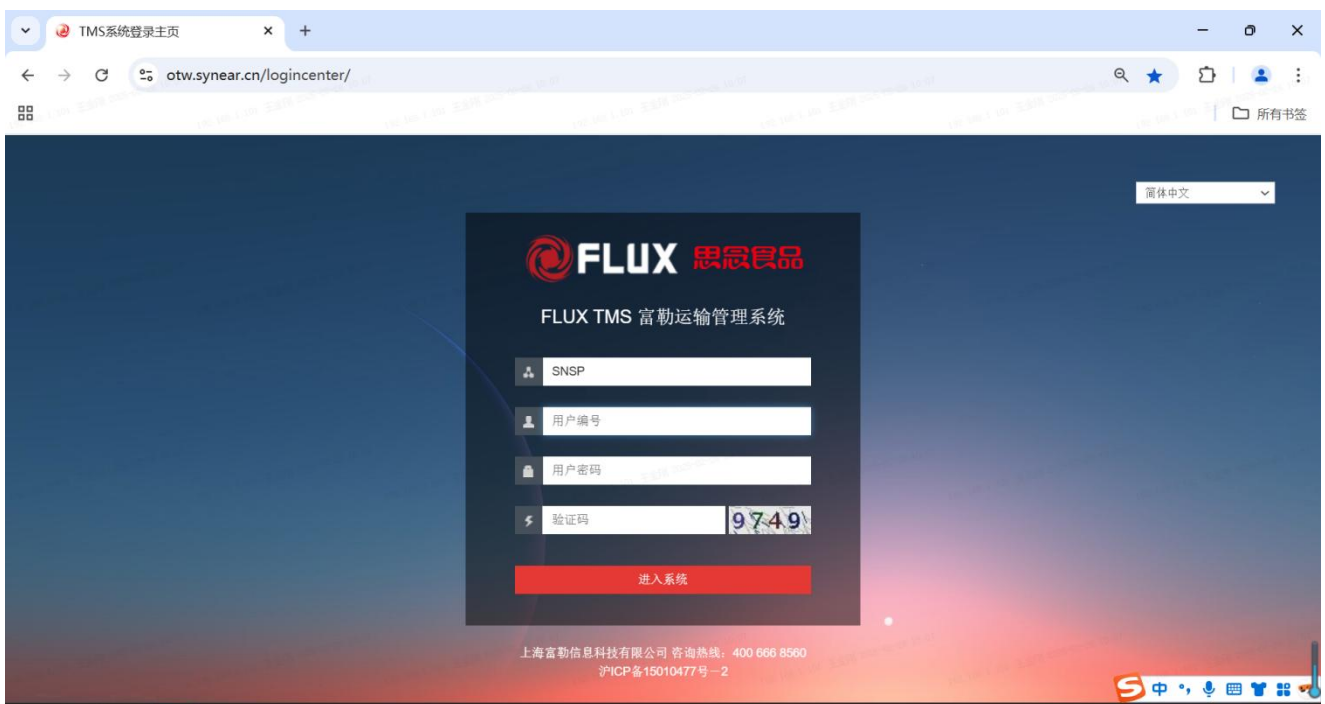 TMS系统登录主页
otw.synear.cn/logincenter/
所有书签
简体中文
FLUX 思念食品
FLUX TMS 富勒运输管理系统
SNSP
用户编号
用户密码
验证码 9749
进入系统
上海富勒信息科技有限公司 咨询热线：400 666 8560
沪ICP备15010477号—2
中